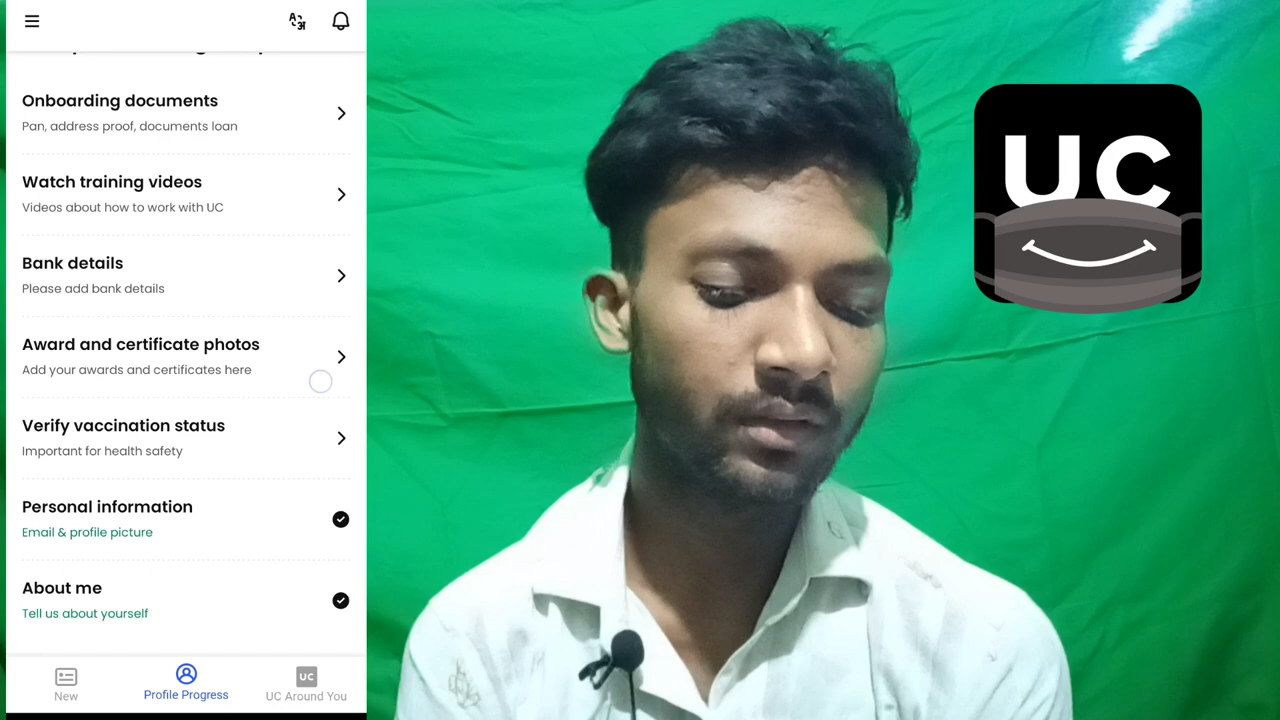 Onboarding documents
Pan, address proof, documents loan
Watch training videos
Videos about how to work with UC
Bank details
Please add bank details
Award and certificate photos
Add your awards and certificates here
Verify vaccination status
Important for health safety
Personal information
Email & profile picture
About me
Tell us about yourself
New
Profile Progress
UC
UC Around You
UC